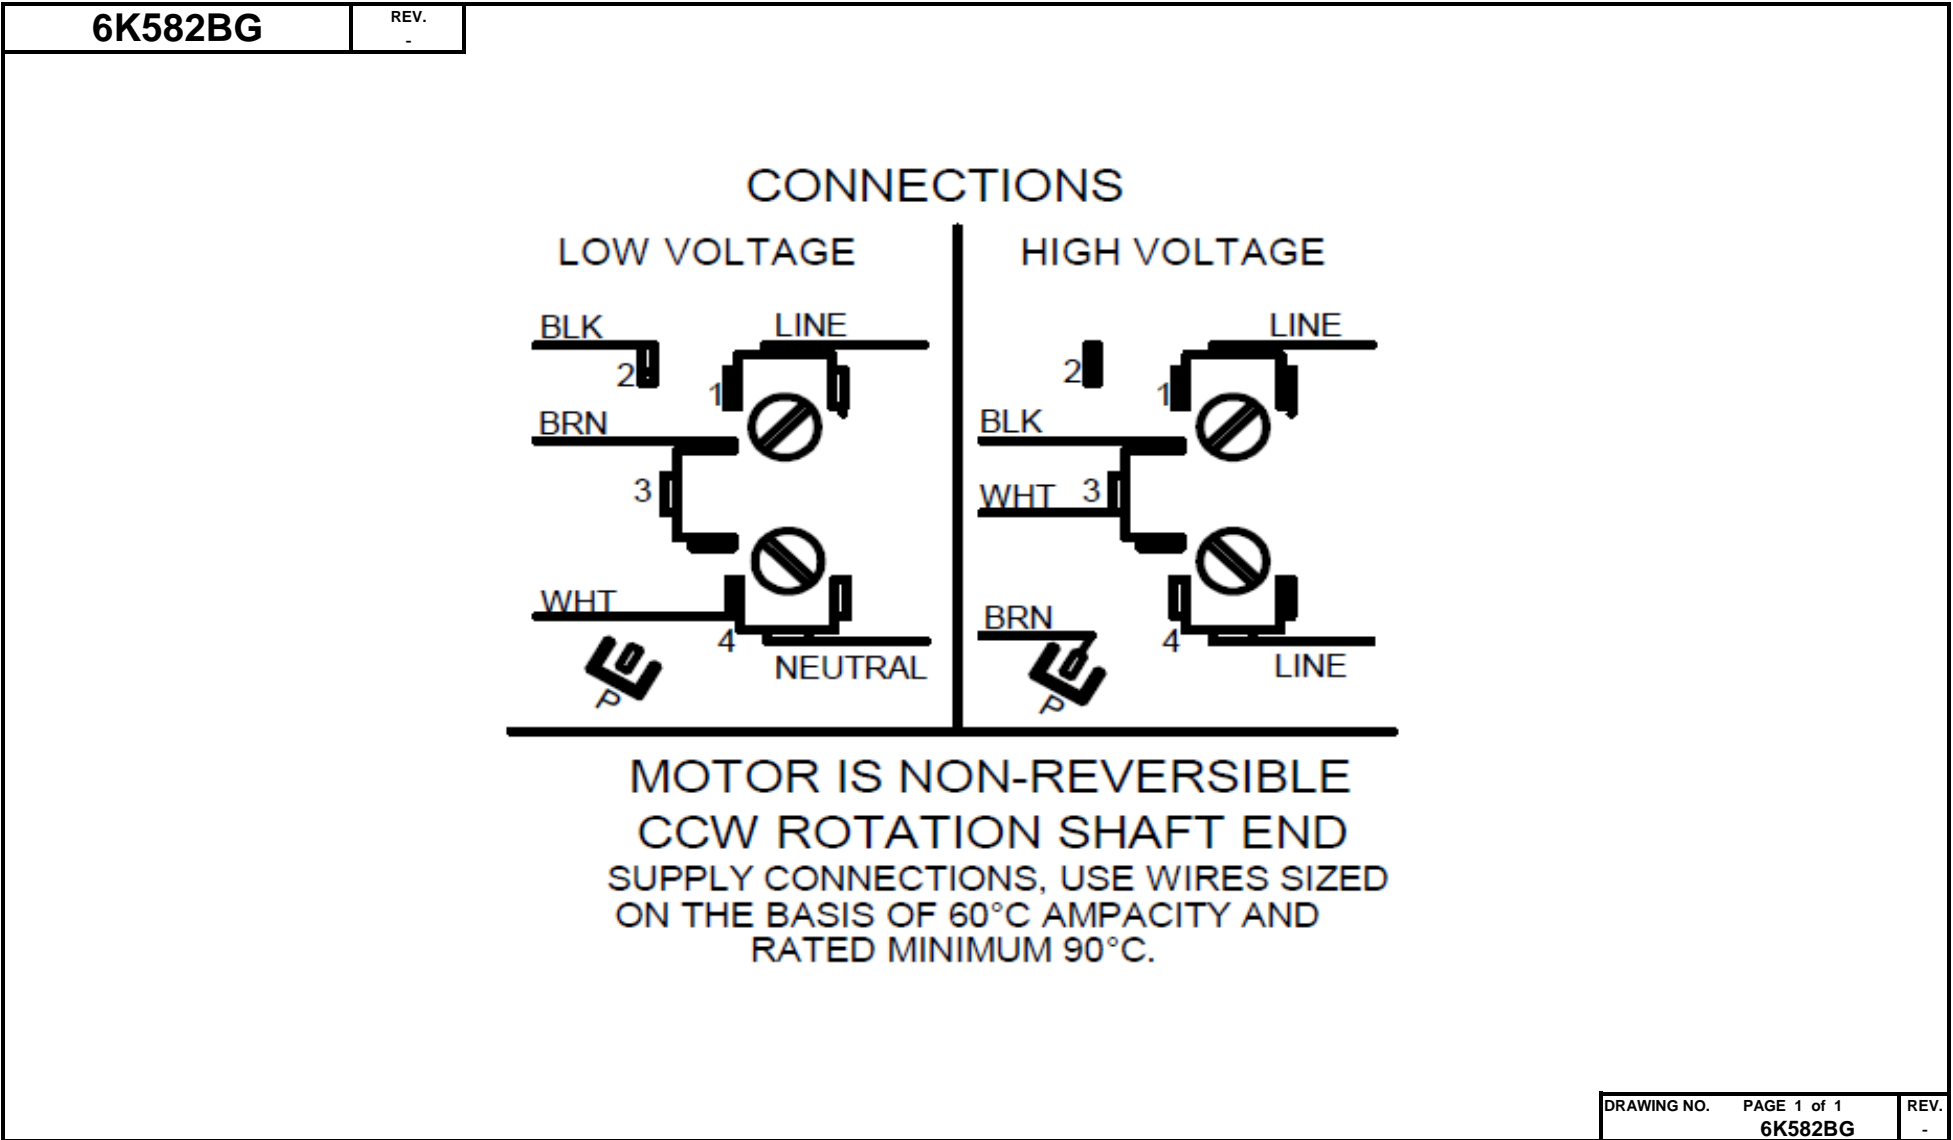 6K582BG
REV.
-
CONNECTIONS
LOW VOLTAGE
BLK
LINE
2
1
BRN
3
WHT
4
NEUTRAL
P
HIGH VOLTAGE
LINE
2
1
BLK
WHT 3
BRN
4
LINE
P
MOTOR IS NON-REVERSIBLE
CCW ROTATION SHAFT END
SUPPLY CONNECTIONS, USE WIRES SIZED
ON THE BASIS OF 60°C AMPACITY AND
RATED MINIMUM 90°C.
DRAWING NO. PAGE 1 of 1
6K582BG
REV.
-